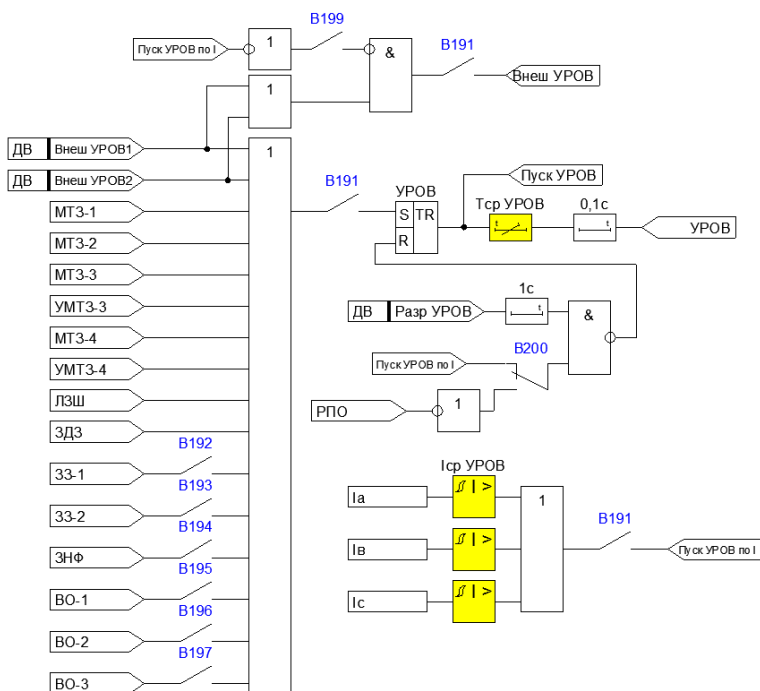 B199
Пуск УРОВ по I
1
&
B191
Внеш УРОВ
1
ДВ Внеш УРОВ1
ДВ Внеш УРОВ2
1
МТЗ-1
МТЗ-2
МТЗ-3
УМТЗ-3
МТЗ-4
УМТЗ-4
ЛЗШ
ЗДЗ
ЗЗ-1
B192
ЗЗ-2
B193
ЗНФ
B194
ВО-1
B195
ВО-2
B196
ВО-3
B197
B191
УРОВ
S TR
R
Пуск УРОВ
Тср УРОВ
t
0,1с
t
УРОВ
1с
ДВ Разр УРОВ
t
&
B200
Пуск УРОВ по I
РПО
1
Iср УРОВ
Iа
I >
Iв
I >
Iс
I >
1
B191
Пуск УРОВ по I